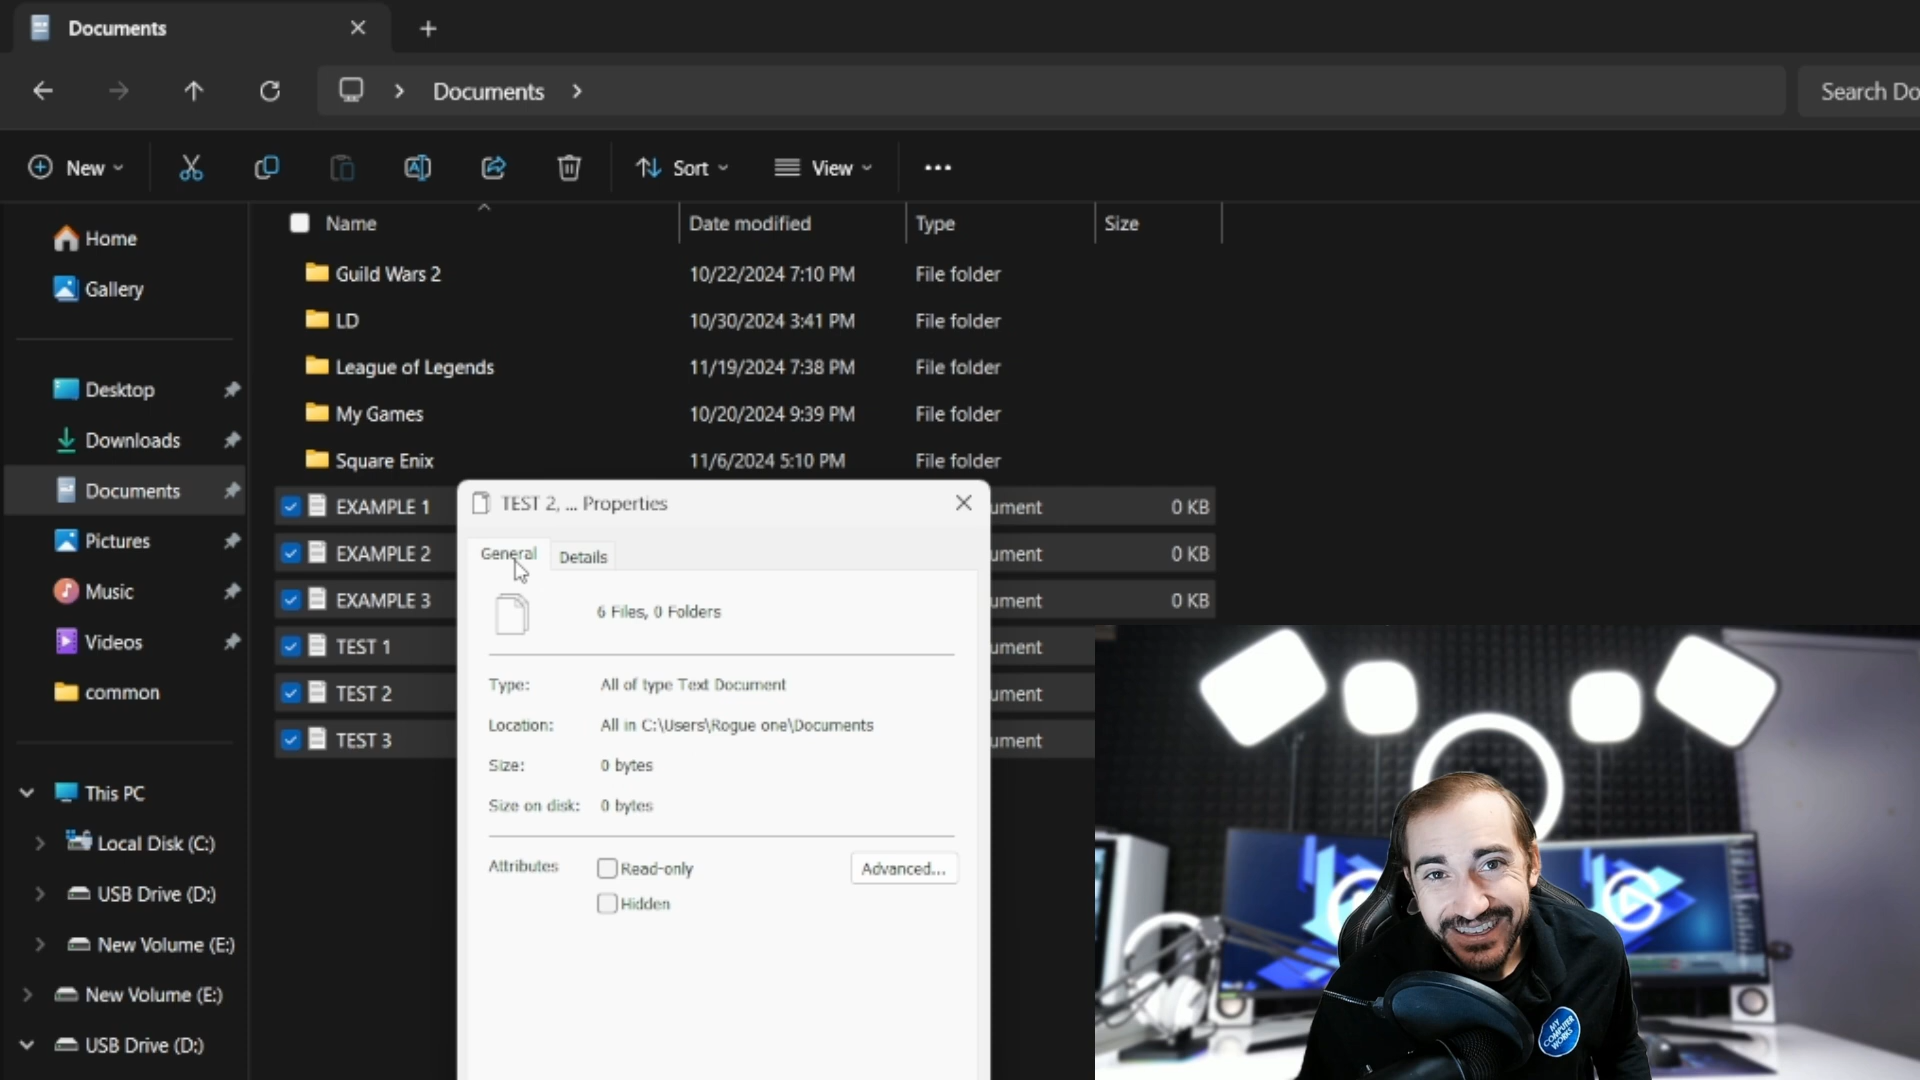 Documents
Documents
Search Do
New
Sort
View
Name
Date modified
Type
Size
Home
Gallery
Desktop
Downloads
Documents
Pictures
Music
Videos
common
This PC
Local Disk (C:)
USB Drive (D:)
New Volume (E:)
New Volume (E:)
USB Drive (D:)
Guild Wars 2 10/22/2024 7:10 PM File folder
LD 10/30/2024 3:41 PM File folder
League of Legends 11/19/2024 7:38 PM File folder
My Games 10/20/2024 9:39 PM File folder
Square Enix 11/6/2024 5:10 PM File folder
EXAMPLE 1 ument 0 KB
EXAMPLE 2 ument 0 KB
EXAMPLE 3 ument 0 KB
TEST 1 ument
TEST 2 ument
TEST 3 ument
TEST 2, ... Properties
General Details
6 Files, 0 Folders
Type: All of type Text Document
Location: All in C:\Users\Rogue one\Documents
Size: 0 bytes
Size on disk: 0 bytes
Attributes Read-only Advanced...
Hidden
MY
COMPUTER
WORKS